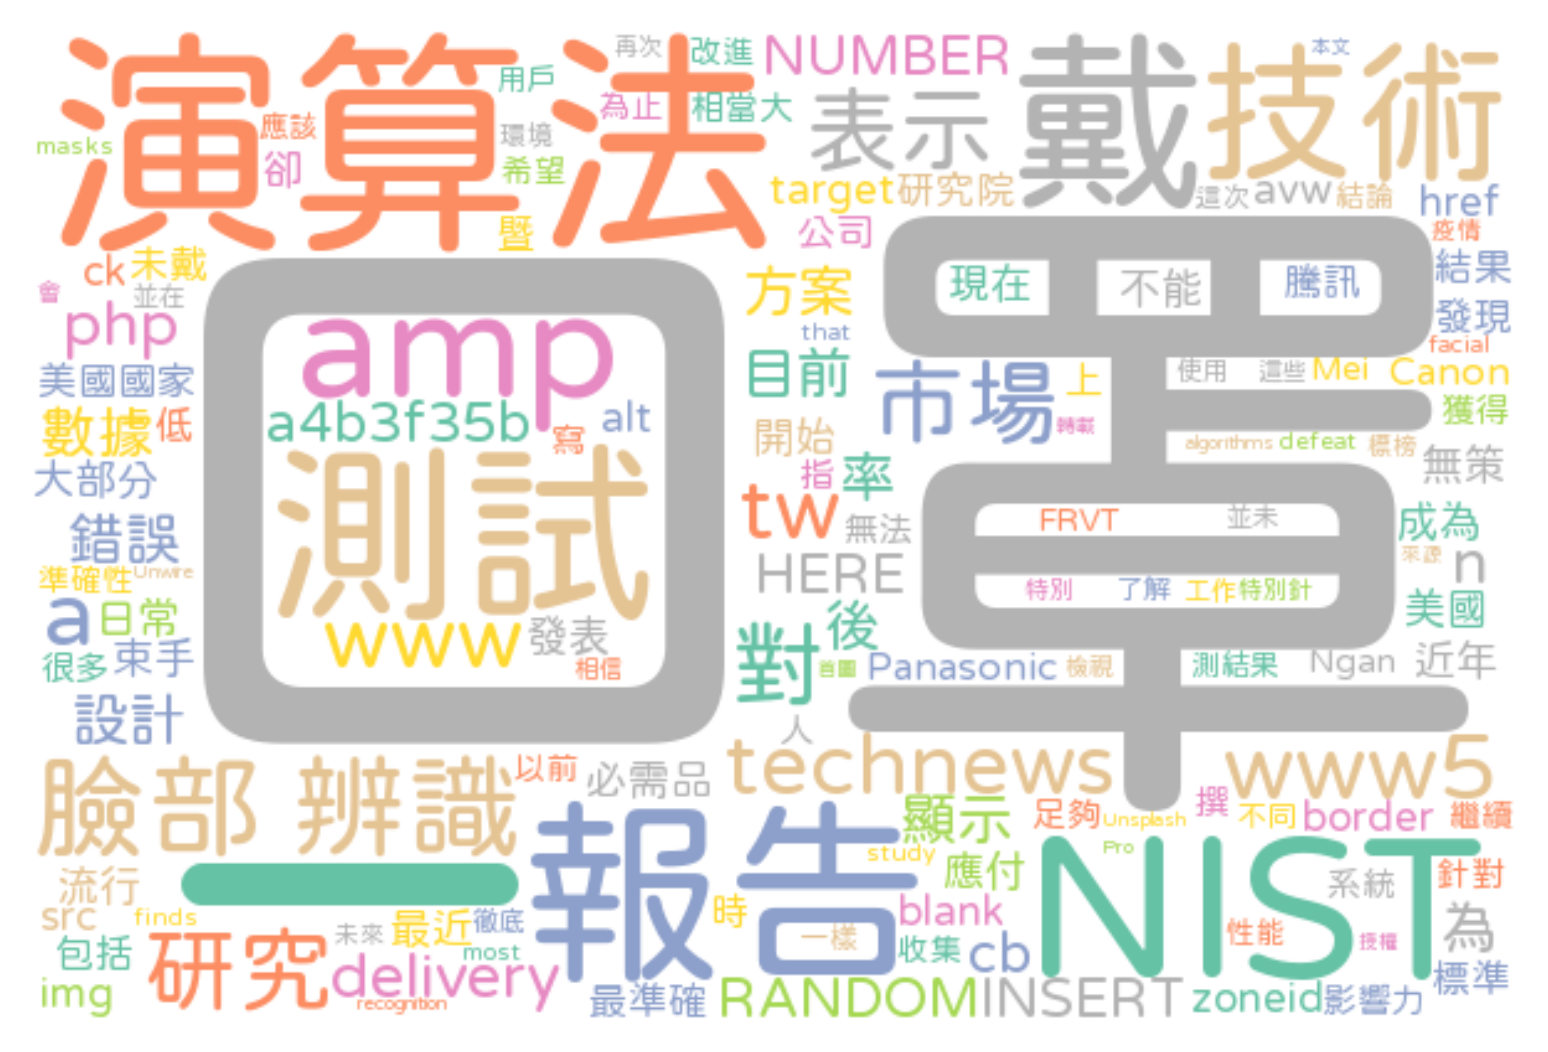 演算法
masks
應該
卻
用戶
環境
希望
暨
再次
改進
為止
相當大
NUMBER
表示
target
研究院
公司
戴
技術
本文
這次
avw
結論
href
疫情
ck
未戴
會
並在
php
美國國家
數據
低
大部分
錯誤
準確性
Unwire
a
日常
很多
束手
設計
口罩
amp
a4b3f35b
寫
alt
測試
www
發表
相信
方案
that
目前
開始
指
率
tw
無法
HERE
後
對
首圖
人
現在
不能
騰訊
結果
發現
facial
市場
上
轉載
使用
這些
Mei
Canon
獲得
algorithms
defeat
標榜
無策
FRVT
並未
成為
來源
n
特別
了解
工作
特別針
美國
Panasonic
檢視
測結果
Ngan
近年
臉部
辨識
以前
必需品
technews
www5
一
報告
顯示
study
應付
足夠
Unsplash
撰
不同
border
繼續
Pro
NIST
系統
針對
流行
src
finds
包括
img
研究
未來
最近
徹底
most
delivery
recognition
最準確
時
一樣
blank
收集
cb
性能
授權
為
標準
RANDOM
INSERT
zoneid
影響力